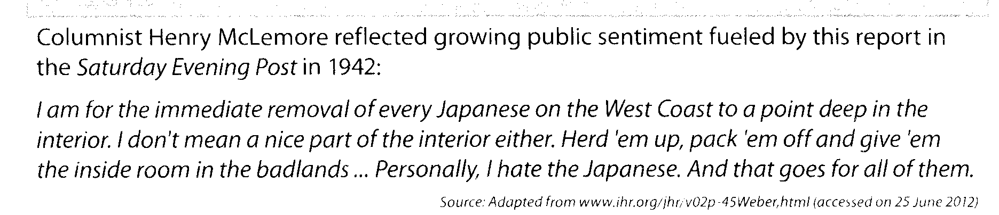 Columnist Henry McLemore reflected growing public sentiment fueled by this report in
the Saturday Evening Post in 1942:
I am for the immediate removal of every Japanese on the West Coast to a point deep in the
interior. I don't mean a nice part of the interior either. Herd 'em up, pack 'em off and give 'em
the inside room in the badlands ... Personally, I hate the Japanese. And that goes for all of them.
Source: Adapted from www.ihr.org/jhr/v02p-45Weber,html (accessed on 25 June 2012)